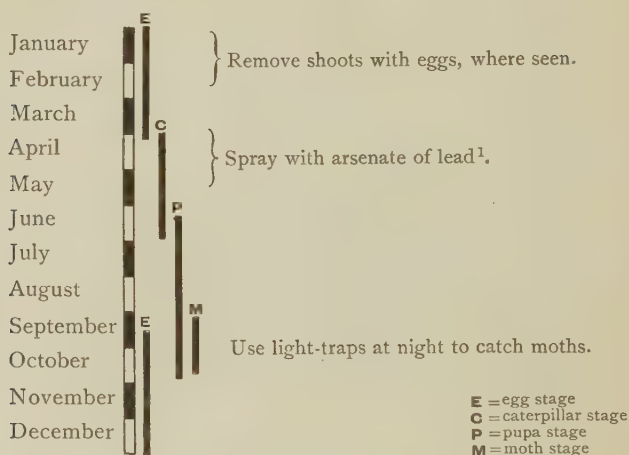 E
January
February
} Remove shoots with eggs, where seen.
March
C
April
May
} Spray with arsenate of lead¹.
P
June
July
August
M
September
E
October
Use light-traps at night to catch moths.
November
December
E = egg stage
C = caterpillar stage
P = pupa stage
M = moth stage